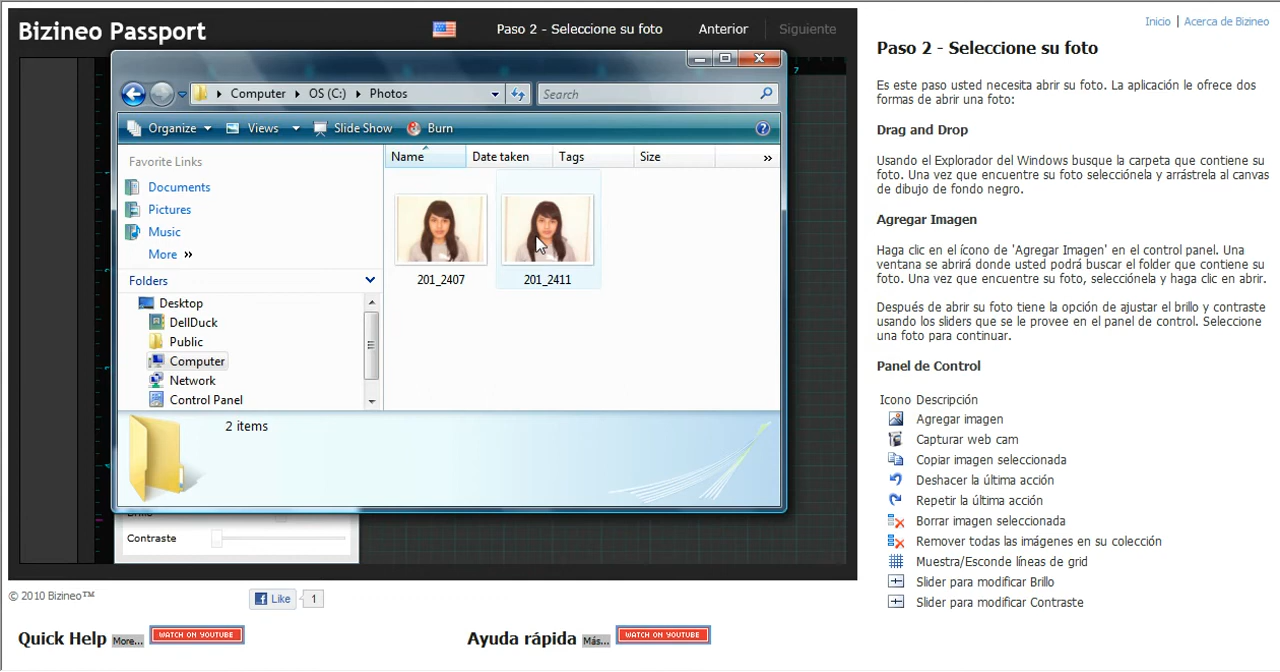 Bizineo Passport
Paso 2 - Seleccione su foto
Anterior
Siguiente
Inicio | Acerca de Bizineo
7
Computer
OS (C:)
Photos
Search
Organize
Views
Slide Show
Burn
Favorite Links
Documents
Pictures
Music
More »
Folders
Desktop
DellDuck
Public
Computer
Network
Control Panel
Name
Date taken
Tags
Size
»
201_2407
201_2411
2 items
Contraste
© 2010 Bizineo™
Like
1
Quick Help
More...
WATCH ON YOUTUBE
Ayuda rápida
Más...
WATCH ON YOUTUBE
Paso 2 - Seleccione su foto
Es este paso usted necesita abrir su foto. La aplicación le ofrece dos
formas de abrir una foto:
Drag and Drop
Usando el Explorador del Windows busque la carpeta que contiene su
foto. Una vez que encuentre su foto selecciónela y arrástrela al canvas
de dibujo de fondo negro.
Agregar Imagen
Haga clic en el ícono de 'Agregar Imagen' en el control panel. Una
ventana se abrirá donde usted podrá buscar el folder que contiene su
foto. Una vez que encuentre su foto, selecciónela y haga clic en abrir.
Después de abrir su foto tiene la opción de ajustar el brillo y contraste
usando los sliders que se le provee en el panel de control. Seleccione
una foto para continuar.
Panel de Control
Icono Descripción
Agregar imagen
Capturar web cam
Copiar imagen seleccionada
Deshacer la última acción
Repetir la última acción
Borrar imagen seleccionada
Remover todas las imágenes en su colección
Muestra/Esconde líneas de grid
Slider para modificar Brillo
Slider para modificar Contraste